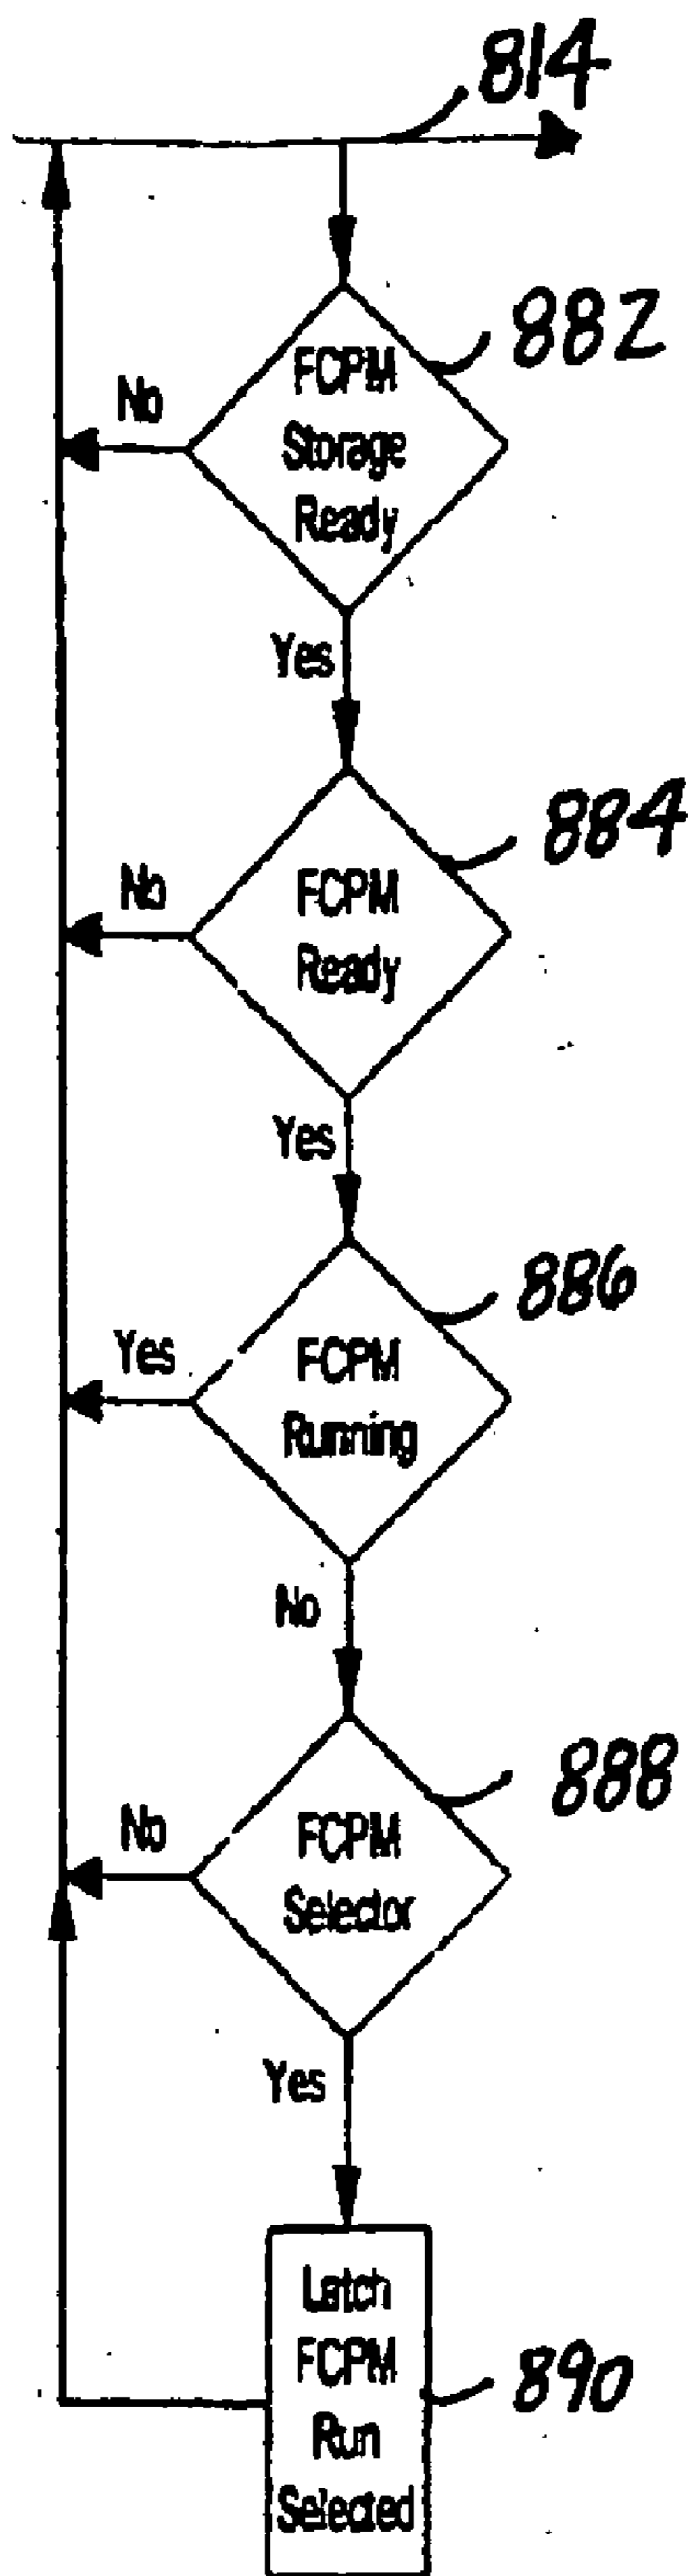 814
882
FCPM
Storage
Ready
No
Yes
884
FCPM
Ready
No
Yes
886
FCPM
Running
Yes
No
888
FCPM
Selector
No
Yes
Latch
FCPM
Run
Selected
890